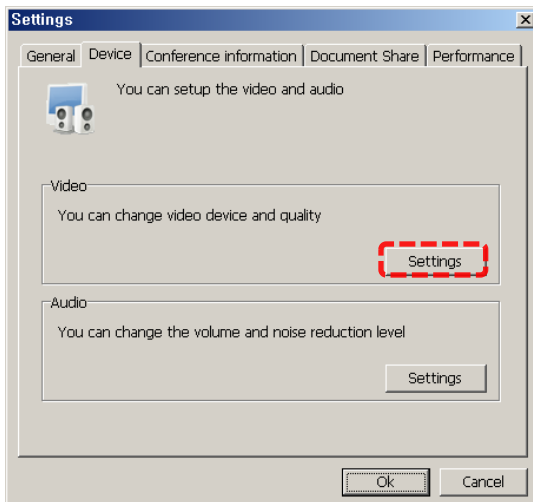 Settings
General Device Conference information Document Share Performance
You can setup the video and audio
Video
You can change video device and quality
Settings
Audio
You can change the volume and noise reduction level
Settings
Ok Cancel